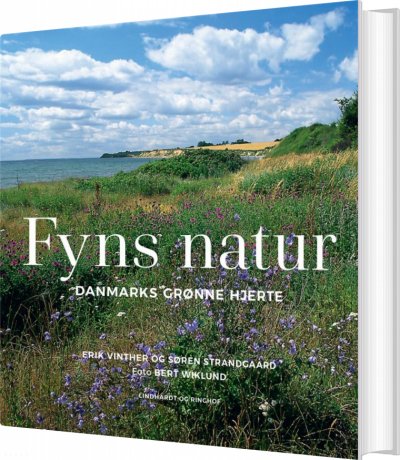 Fyns natur
DANMARKS GRØNNE HJERTE
ERIK VINTHER OG SØREN STRANDGAARD
Foto BERT WIKLUND
LINDHARDT OG RINGHOF